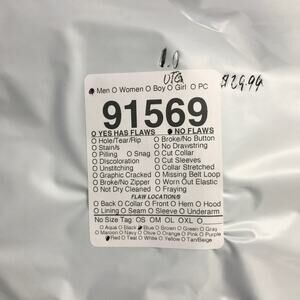 1.0
UTG $29.99
Men O Women O Boy O Girl O PC
91569
O YES HAS FLAWS NO FLAWS
O Hole/Tear/Rip O Broke/No Button
O Stain/s O No Drawstring
O Pilling O Snag O Cut Collar
O Discoloration O Cut Sleeves
O Unstitching O Collar Stretched
O Graphic Cracked O Missing Belt Loop
O Broke/No Zipper O Worn Out Elastic
O Not Dry Cleaned O Fraying
FLAW LOCATION/S
O Back O Collar O Front O Hem O Hood
O Lining O Seam O Sleeve O Underarm
No Size Tag OS OM OL OXL O
O Aqua O Black Blue O Brown O Green O Gray
O Maroon O Navy O Olive O Orange O Pink O Purple
Red O Teal O White O Yellow O Tan/Beige